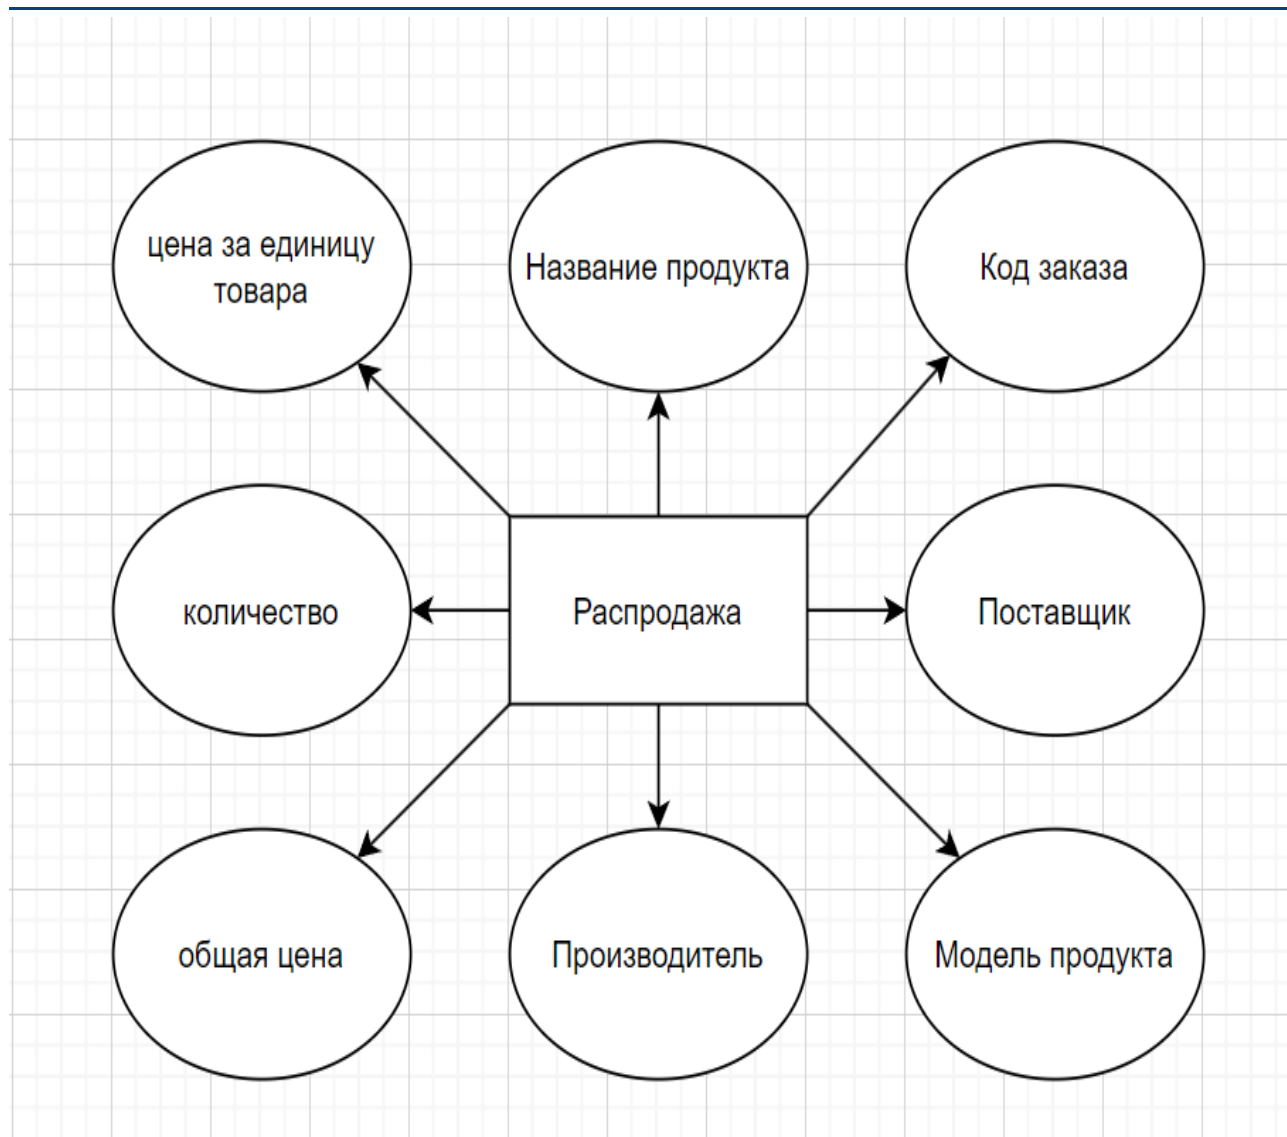 цена за единицу
товара
Название продукта
Код заказа
количество
Распродажа
Поставщик
общая цена
Производитель
Модель продукта